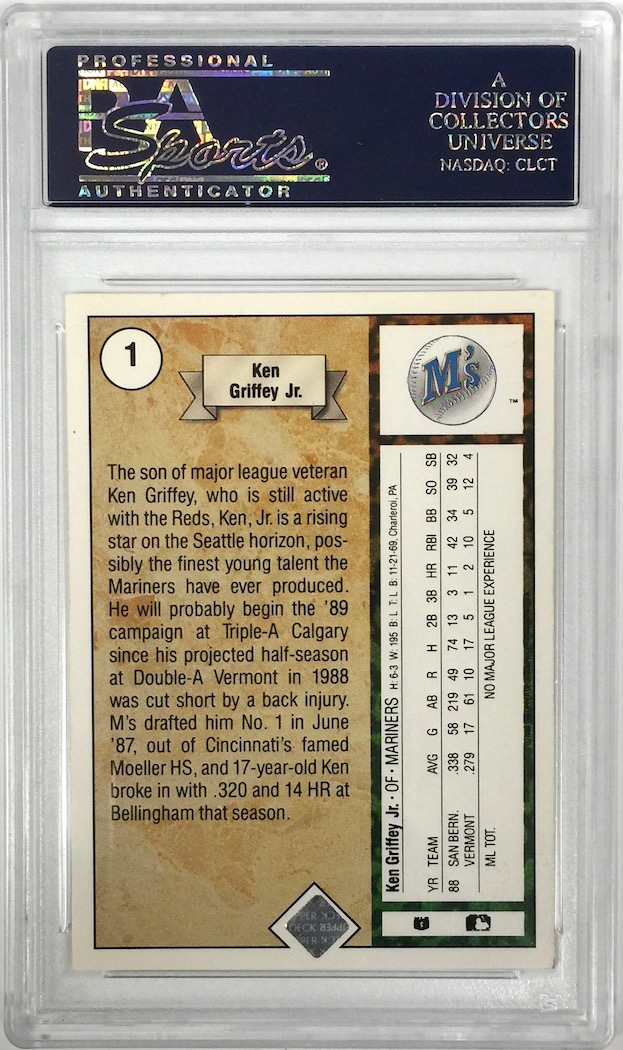 PROFESSIONAL
PSA
Sports®
AUTHENTICATOR
A
DIVISION OF
COLLECTORS
UNIVERSE
NASDAQ: CLCT
1
Ken
Griffey Jr.
M's
™
The son of major league veteran
Ken Griffey, who is still active
with the Reds, Ken, Jr. is a rising
star on the Seattle horizon, pos-
sibly the finest young talent the
Mariners have ever produced.
He will probably begin the '89
campaign at Triple-A Calgary
since his projected half-season
at Double-A Vermont in 1988
was cut short by a back injury.
M's drafted him No. 1 in June
'87, out of Cincinnati's famed
Moeller HS, and 17-year-old Ken
broke in with .320 and 14 HR at
Bellingham that season.
Ken Griffey Jr. • OF • MARINERS H: 6-3 W: 195 B: L T: L B: 11-21-69, Charleroi, PA
YR TEAM AVG G AB R H 2B 3B HR RBI BB SO SB
88 SAN BERN. .338 58 219 49 74 13 3 11 42 34 39 32
VERMONT .279 17 61 10 17 5 1 2 10 5 12 4
ML TOT. NO MAJOR LEAGUE EXPERIENCE
UPPER
DECK